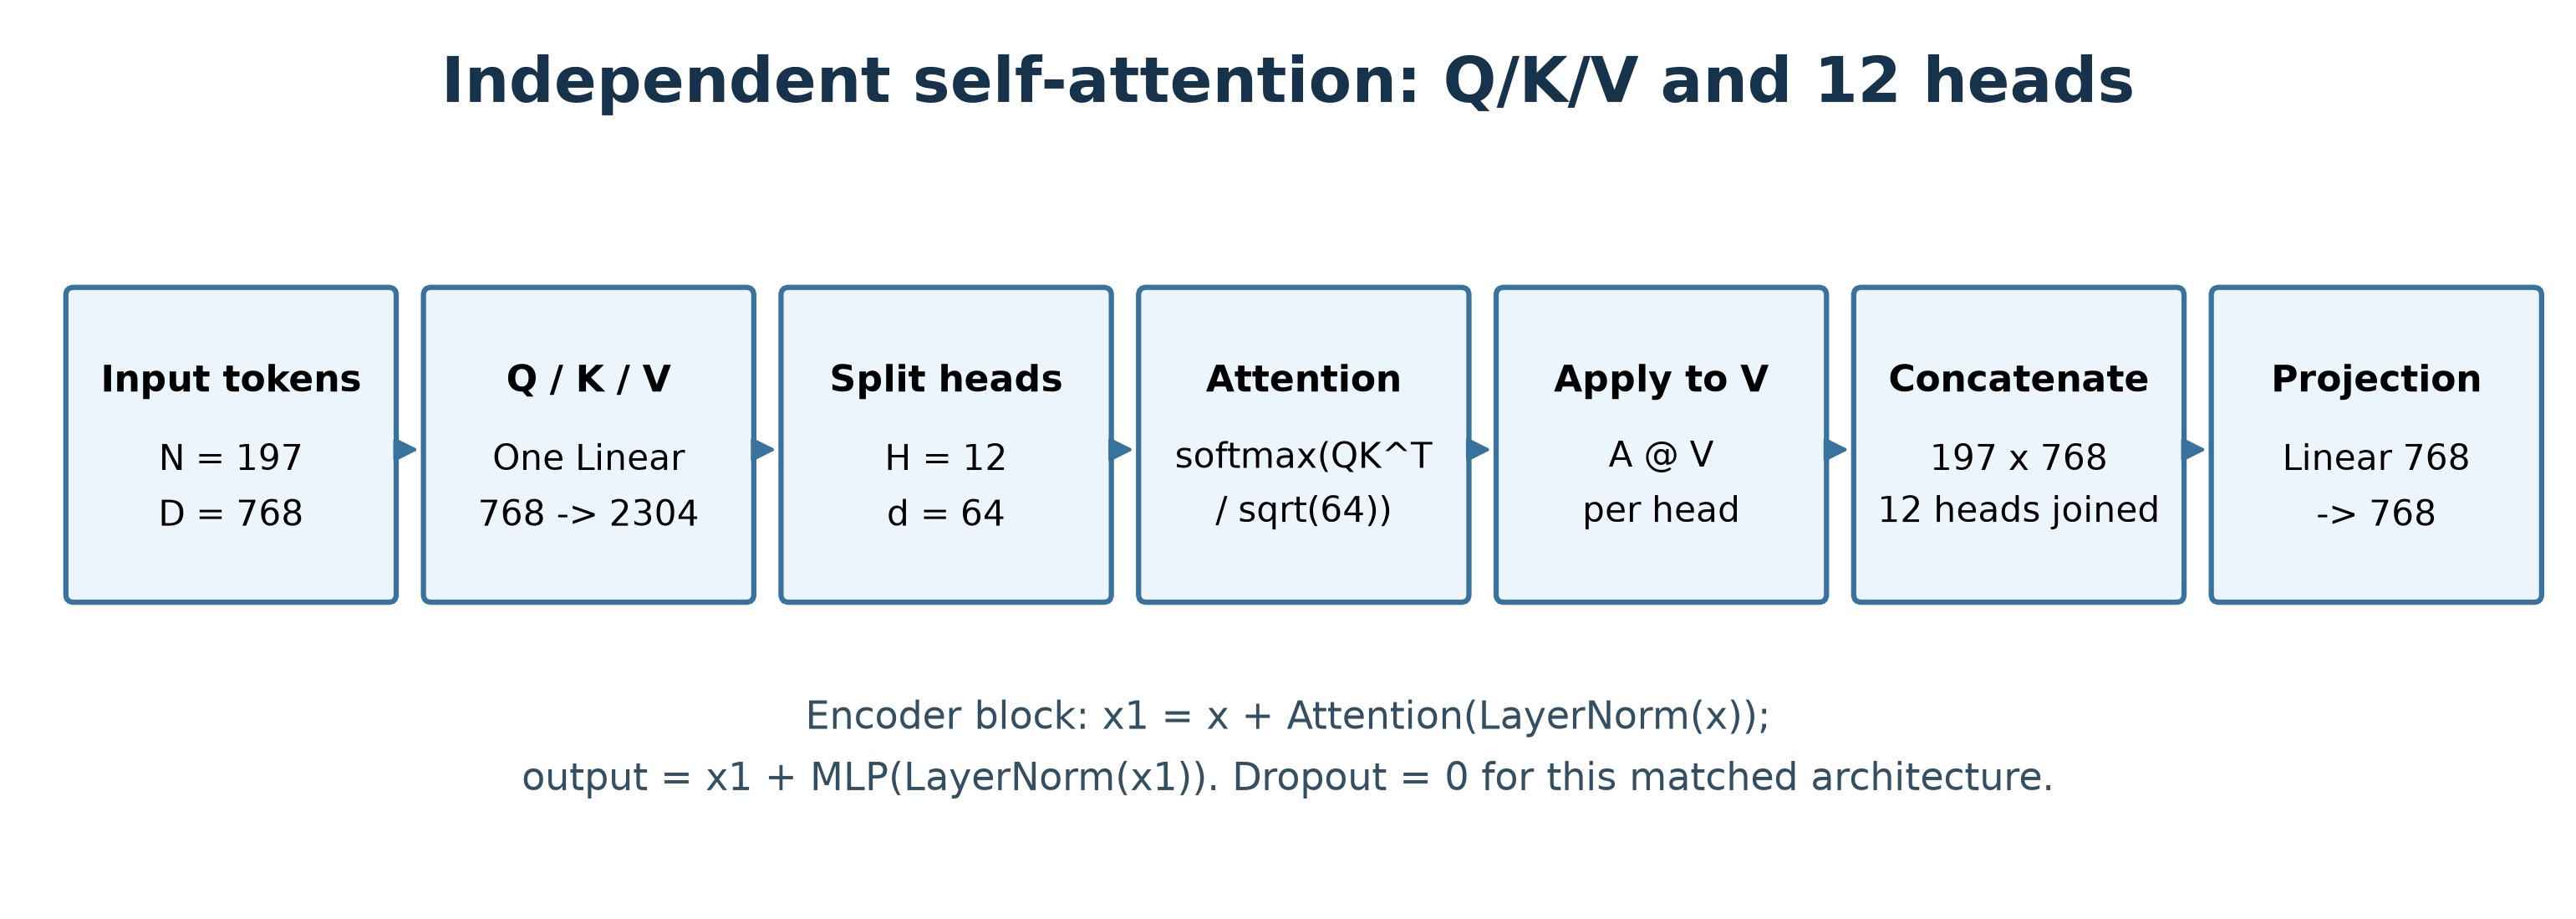 Independent self-attention: Q/K/V and 12 heads
Input tokens
N = 197
D = 768
Q / K / V
One Linear
768 -> 2304
Split heads
H = 12
d = 64
Attention
softmax(QK^T
/ sqrt(64))
Apply to V
A @ V
per head
Concatenate
197 x 768
12 heads joined
Projection
Linear 768
-> 768
Encoder block: x1 = x + Attention(LayerNorm(x));
output = x1 + MLP(LayerNorm(x1)). Dropout = 0 for this matched architecture.